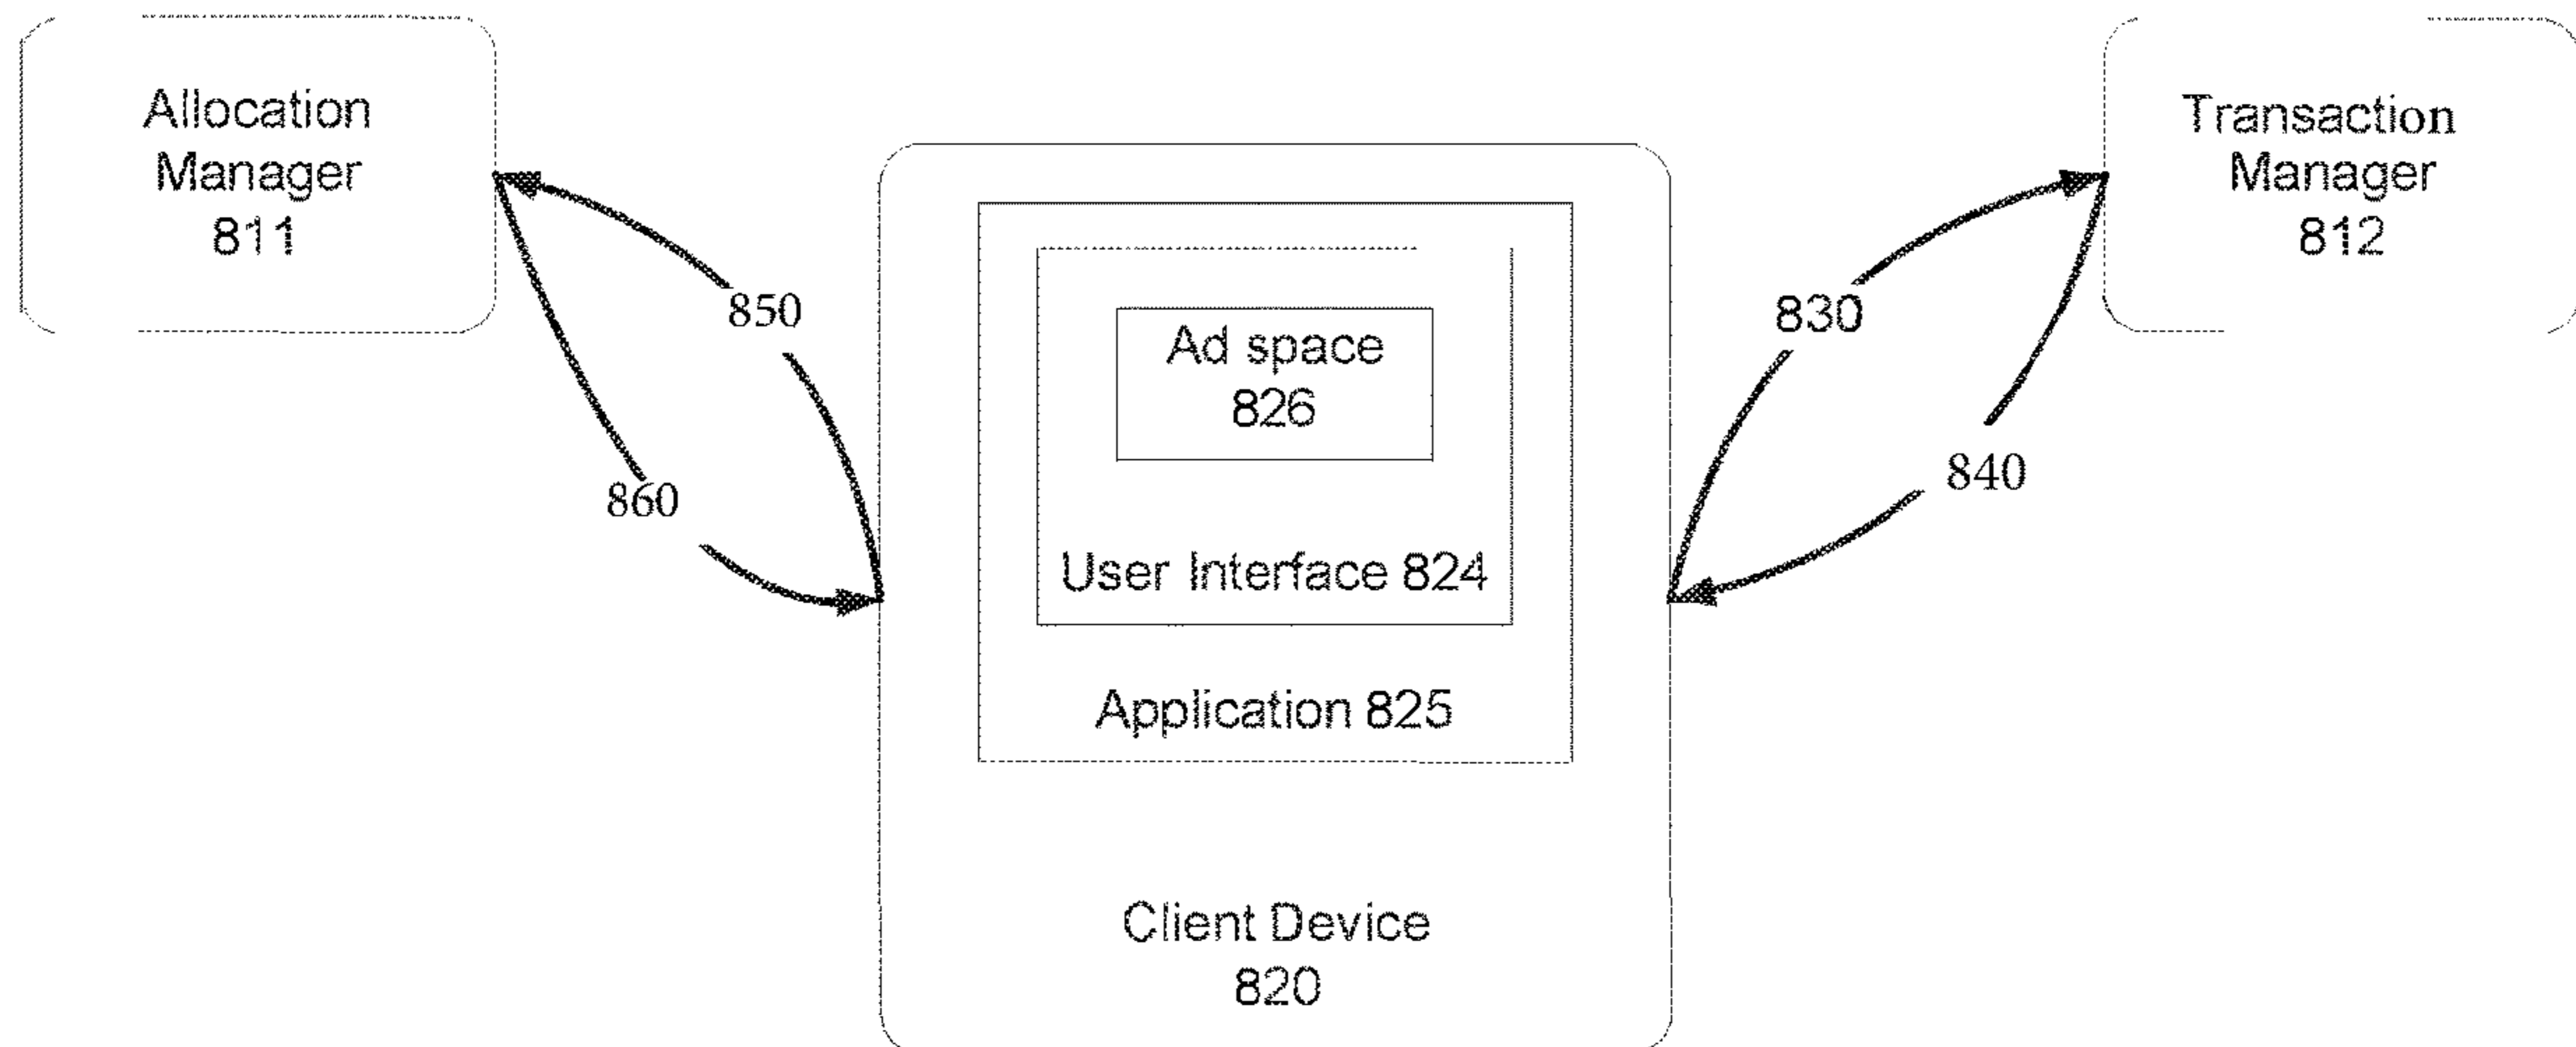 Allocation
Manager
811
Transaction
Manager
812
850
860
830
840
Ad space
826
User Interface 824
Application 825
Client Device
820